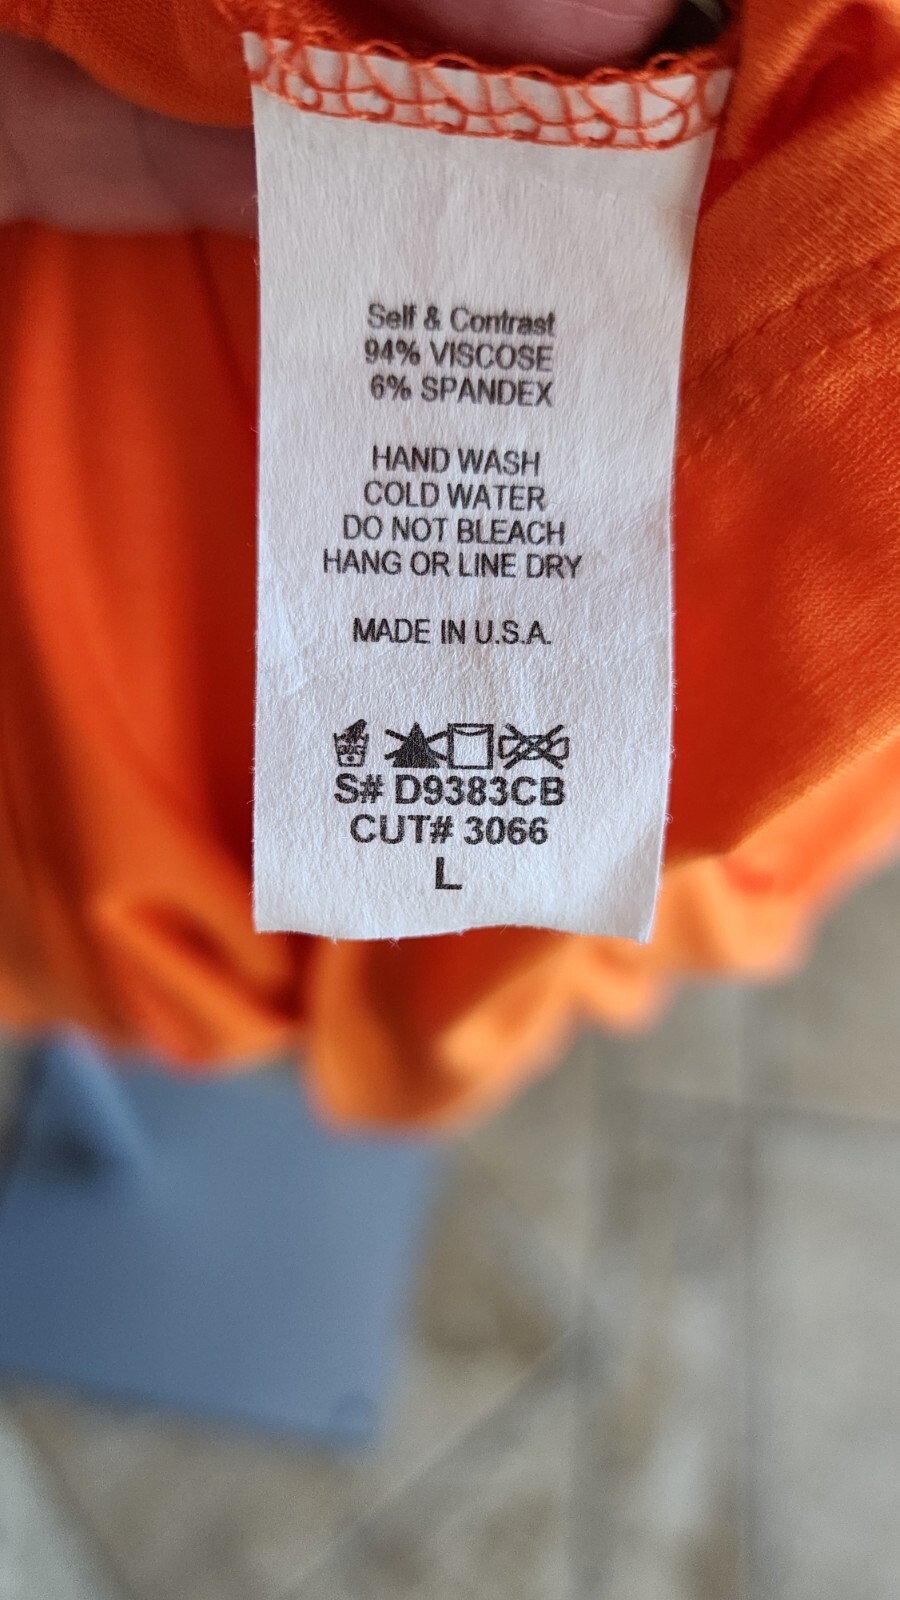 Self & Contrast
94% VISCOSE
6% SPANDEX
HAND WASH
COLD WATER
DO NOT BLEACH
HANG OR LINE DRY
MADE IN U.S.A.
S# D9383CB
CUT# 3066
L